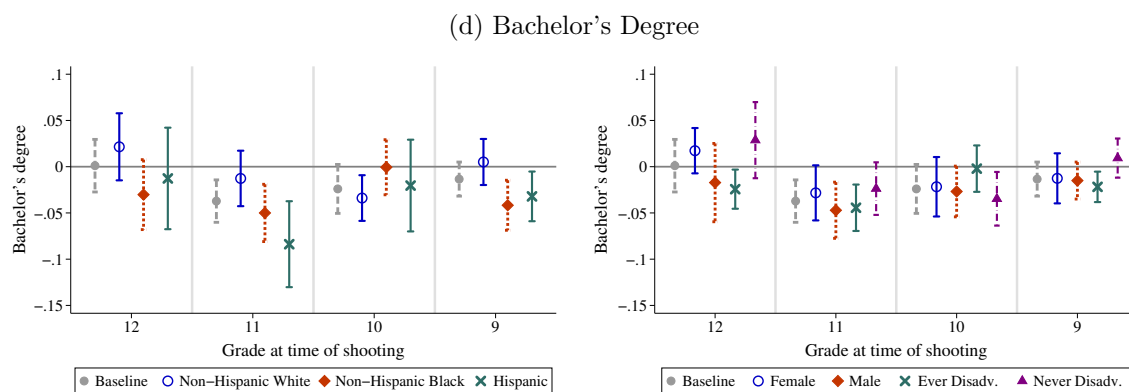 (d) Bachelor's Degree
.1
.05
0
−.05
−.1
−.15
Bachelor's degree
12
11
10
9
Grade at time of shooting
Baseline
Non−Hispanic White
Non−Hispanic Black
Hispanic
.1
.05
0
−.05
−.1
−.15
Bachelor's degree
12
11
10
9
Grade at time of shooting
Baseline
Female
Male
Ever Disadv.
Never Disadv.